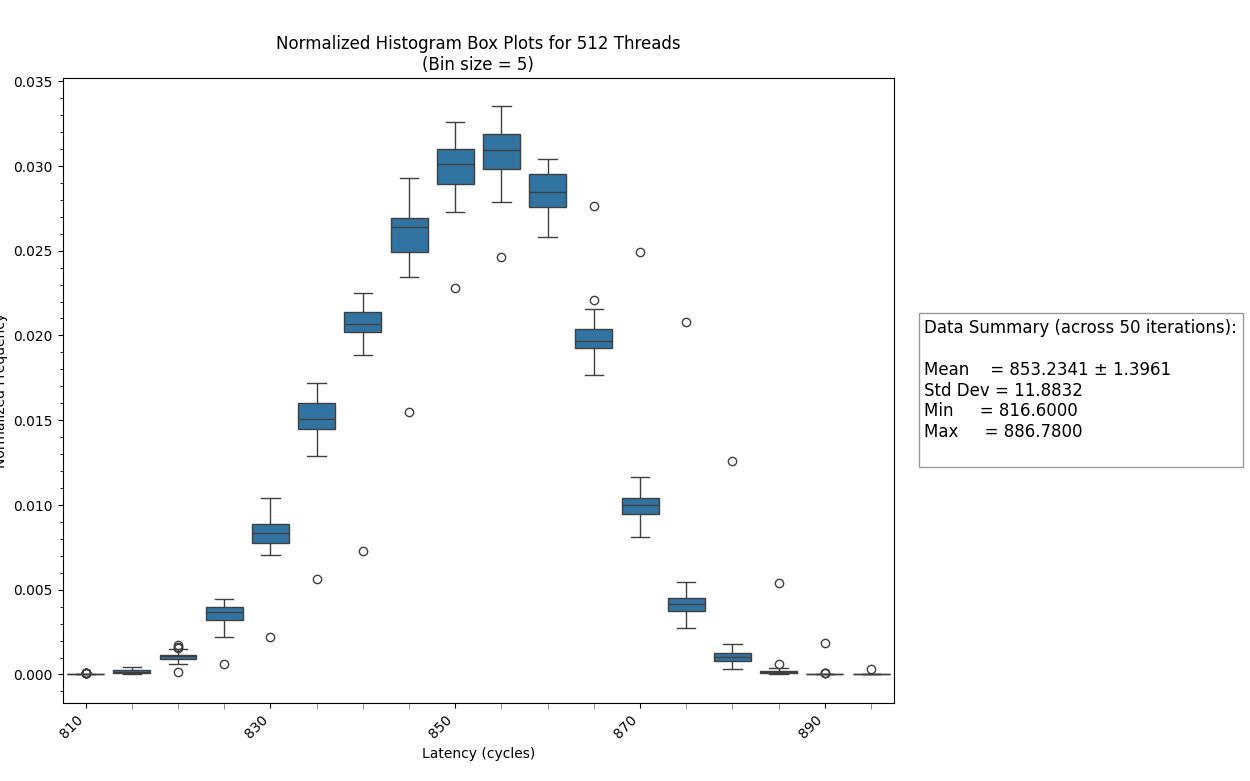 Normalized Histogram Box Plots for 512 Threads
(Bin size = 5)
0.035
0.030
0.025
0.020
0.015
0.010
0.005
0.000
Normalized Frequency
810
830
850
870
890
Latency (cycles)
Data Summary (across 50 iterations):
Mean = 853.2341 ± 1.3961
Std Dev = 11.8832
Min = 816.6000
Max = 886.7800